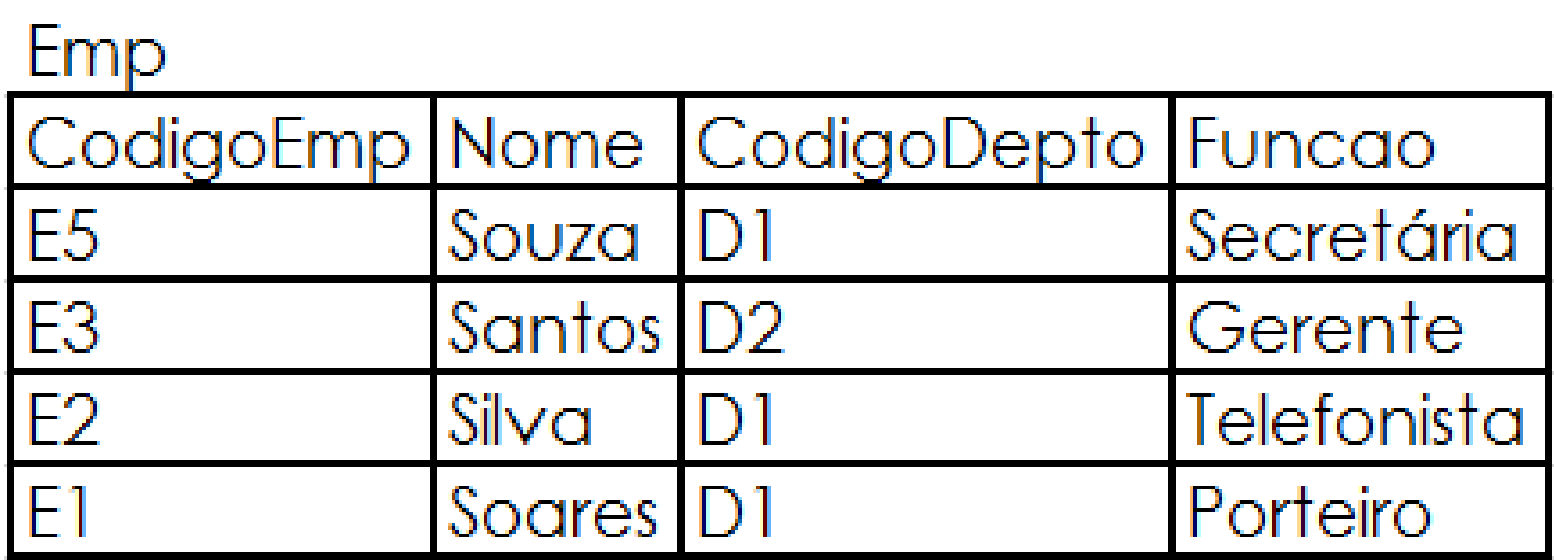 Emp
CodigoEmp Nome CodigoDepto Funcao
E5 Souza D1 Secretária
E3 Santos D2 Gerente
E2 Silva D1 Telefonista
E1 Soares D1 Porteiro